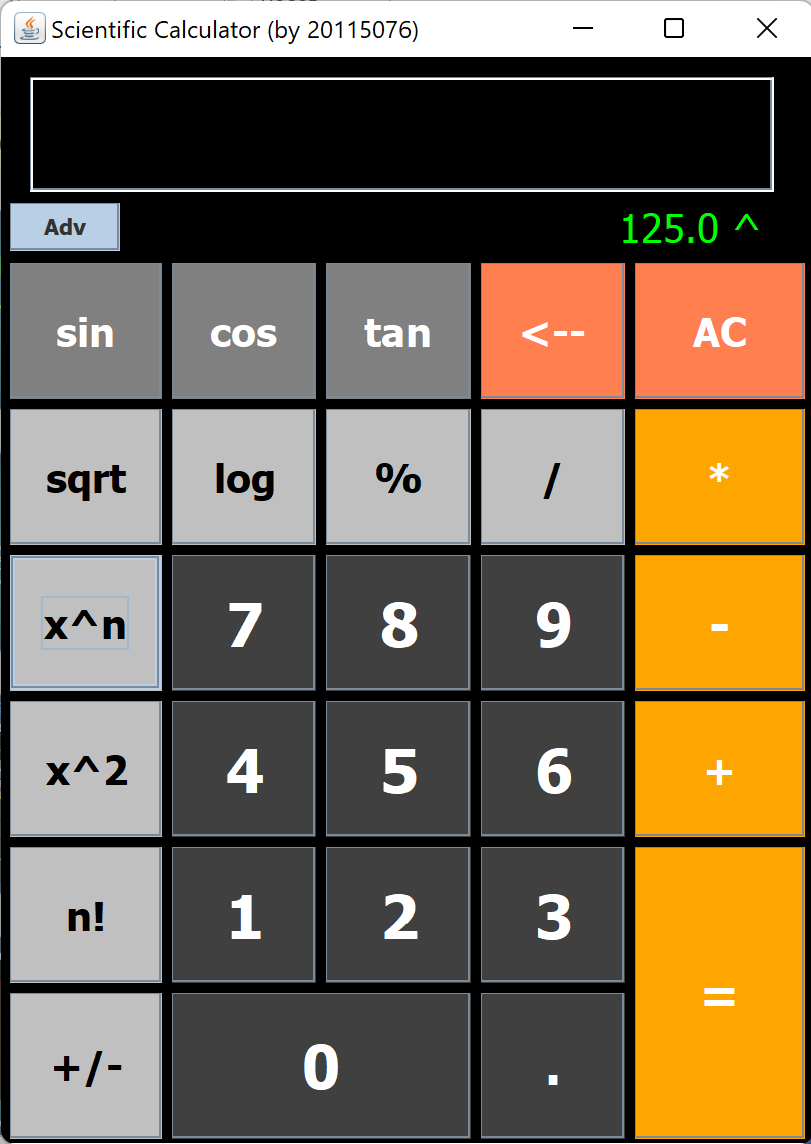 Scientific Calculator (by 20115076)
Adv 125.0 ^
sin cos tan <-- AC
sqrt log % / *
x^n 7 8 9 -
x^2 4 5 6 +
n! 1 2 3 =
+/- 0 .